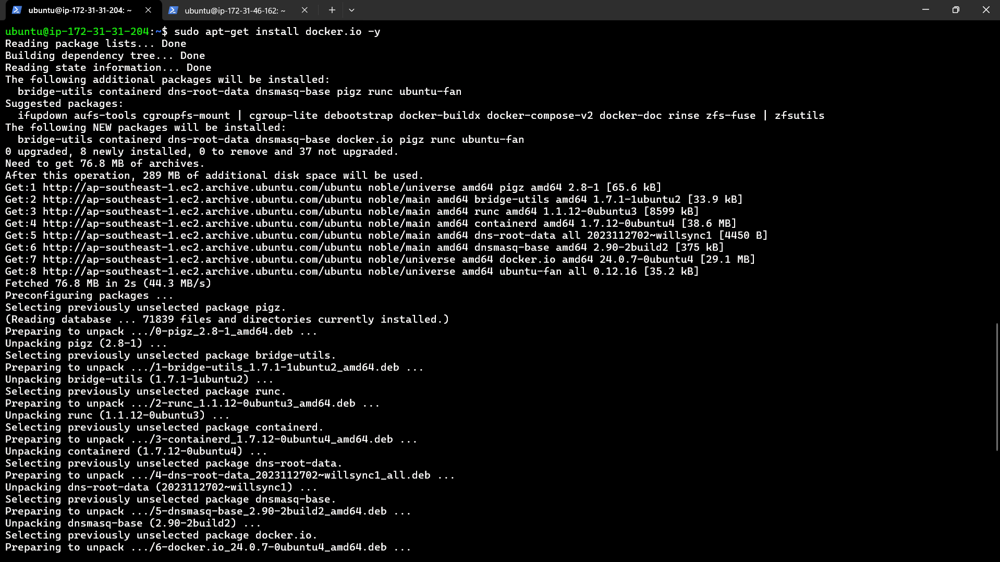 ubuntu@ip-172-31-31-204: ~
ubuntu@ip-172-31-46-162: ~
ubuntu@ip-172-31-31-204:~$ sudo apt-get install docker.io -y
Reading package lists... Done
Building dependency tree... Done
Reading state information... Done
The following additional packages will be installed:
  bridge-utils containerd dns-root-data dnsmasq-base pigz runc ubuntu-fan
Suggested packages:
  ifupdown aufs-tools cgroupfs-mount | cgroup-lite debootstrap docker-buildx docker-compose-v2 docker-doc rinse zfs-fuse | zfsutils
The following NEW packages will be installed:
  bridge-utils containerd dns-root-data dnsmasq-base docker.io pigz runc ubuntu-fan
0 upgraded, 8 newly installed, 0 to remove and 37 not upgraded.
Need to get 76.8 MB of archives.
After this operation, 289 MB of additional disk space will be used.
Get:1 http://ap-southeast-1.ec2.archive.ubuntu.com/ubuntu noble/universe amd64 pigz amd64 2.8-1 [65.6 kB]
Get:2 http://ap-southeast-1.ec2.archive.ubuntu.com/ubuntu noble/main amd64 bridge-utils amd64 1.7.1-1ubuntu2 [33.9 kB]
Get:3 http://ap-southeast-1.ec2.archive.ubuntu.com/ubuntu noble/main amd64 runc amd64 1.1.12-0ubuntu3 [8599 kB]
Get:4 http://ap-southeast-1.ec2.archive.ubuntu.com/ubuntu noble/main amd64 containerd amd64 1.7.12-0ubuntu4 [38.6 MB]
Get:5 http://ap-southeast-1.ec2.archive.ubuntu.com/ubuntu noble/main amd64 dns-root-data all 2023112702~willsync1 [4450 B]
Get:6 http://ap-southeast-1.ec2.archive.ubuntu.com/ubuntu noble/main amd64 dnsmasq-base amd64 2.90-2build2 [375 kB]
Get:7 http://ap-southeast-1.ec2.archive.ubuntu.com/ubuntu noble/universe amd64 docker.io amd64 24.0.7-0ubuntu4 [29.1 MB]
Get:8 http://ap-southeast-1.ec2.archive.ubuntu.com/ubuntu noble/universe amd64 ubuntu-fan all 0.12.16 [35.2 kB]
Fetched 76.8 MB in 2s (44.3 MB/s)
Preconfiguring packages ...
Selecting previously unselected package pigz.
(Reading database ... 71839 files and directories currently installed.)
Preparing to unpack .../0-pigz_2.8-1_amd64.deb ...
Unpacking pigz (2.8-1) ...
Selecting previously unselected package bridge-utils.
Preparing to unpack .../1-bridge-utils_1.7.1-1ubuntu2_amd64.deb ...
Unpacking bridge-utils (1.7.1-1ubuntu2) ...
Selecting previously unselected package runc.
Preparing to unpack .../2-runc_1.1.12-0ubuntu3_amd64.deb ...
Unpacking runc (1.1.12-0ubuntu3) ...
Selecting previously unselected package containerd.
Preparing to unpack .../3-containerd_1.7.12-0ubuntu4_amd64.deb ...
Unpacking containerd (1.7.12-0ubuntu4) ...
Selecting previously unselected package dns-root-data.
Preparing to unpack .../4-dns-root-data_2023112702~willsync1_all.deb ...
Unpacking dns-root-data (2023112702~willsync1) ...
Selecting previously unselected package dnsmasq-base.
Preparing to unpack .../5-dnsmasq-base_2.90-2build2_amd64.deb ...
Unpacking dnsmasq-base (2.90-2build2) ...
Selecting previously unselected package docker.io.
Preparing to unpack .../6-docker.io_24.0.7-0ubuntu4_amd64.deb ...